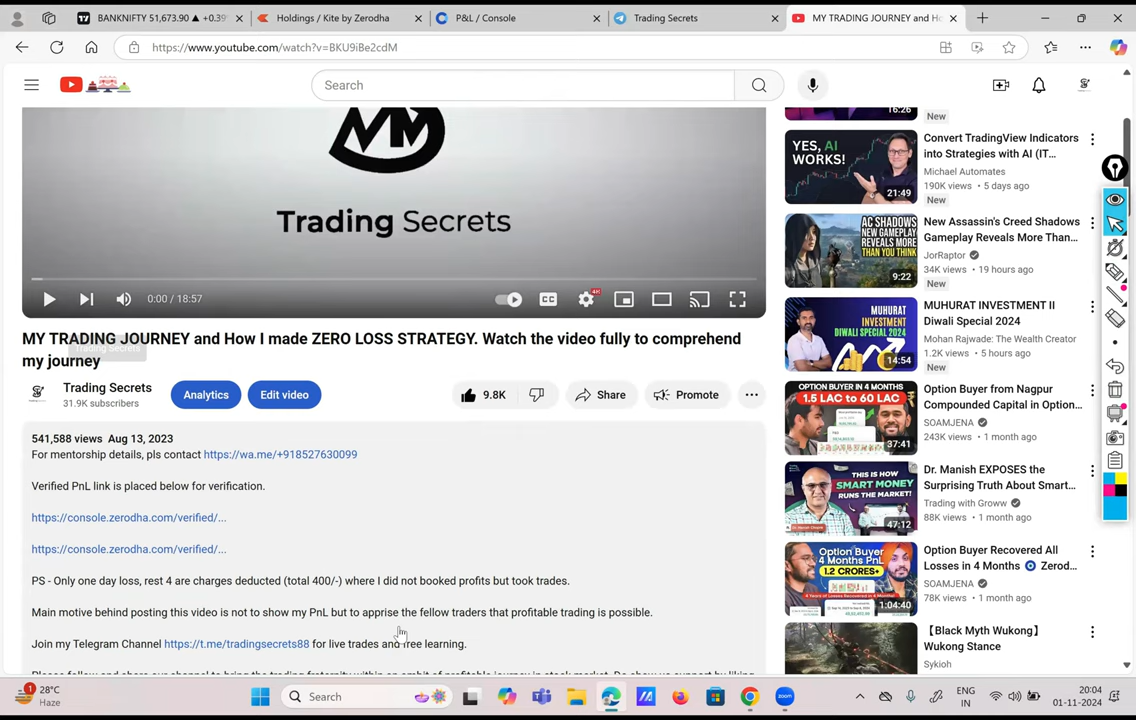 BANKNIFTY 51,673.90 ▲ +0.39
Holdings / Kite by Zerodha
P&L / Console
Trading Secrets
MY TRADING JOURNEY and Ho
https://www.youtube.com/watch?v=BKU9iBe2cdM
Search
MM
Trading Secrets
0:00 / 18:57
CC
4K
MY TRADING JOURNEY and How I made ZERO LOSS STRATEGY. Watch the video fully to comprehend
my journey
Trading Secrets
Trading Secrets
31.9K subscribers
Analytics
Edit video
9.8K
Share
Promote
541,588 views Aug 13, 2023
For mentorship details, pls contact https://wa.me/+918527630099
Verified PnL link is placed below for verification.
https://console.zerodha.com/verified/...
https://console.zerodha.com/verified/...
PS - Only one day loss, rest 4 are charges deducted (total 400/-) where I did not booked profits but took trades.
Main motive behind posting this video is not to show my PnL but to apprise the fellow traders that profitable trading is possible.
Join my Telegram Channel https://t.me/tradingsecrets88 for live trades and free learning.
16:26
New
YES, AI
WORKS!
21:49
Convert TradingView Indicators
into Strategies with AI (IT...
Michael Automates
190K views • 5 days ago
New
AC SHADOWS
NEW GAMEPLAY
REVEALS MORE
THAN YOU THINK
9:22
New Assassin's Creed Shadows
Gameplay Reveals More Than...
JorRaptor
34K views • 19 hours ago
New
MUHURAT
INVESTMENT
DIWALI SPECIAL 2024
14:54
MUHURAT INVESTMENT II
Diwali Special 2024
Mohan Rajwade: The Wealth Creator
1.2K views • 5 hours ago
New
OPTION BUYER IN 4 MONTHS
1.5 LAC TO 60 LAC
37:41
Option Buyer from Nagpur
Compounded Capital in Option...
SOAMJENA
243K views • 1 month ago
THIS IS HOW
SMART MONEY
RUNS THE MARKET!
47:12
Dr. Manish EXPOSES the
Surprising Truth About Smart...
Trading with Groww
88K views • 1 month ago
Option Buyer
4 Months PnL
1.2 CRORES+
1:04:40
Option Buyer Recovered All
Losses in 4 Months 🧿 Zerod...
SOAMJENA
78K views • 1 month ago
【Black Myth Wukong】
Wukong Stance
Sykioh
1
28°C
Haze
Search
zoom
ENG
IN
20:04
01-11-2024